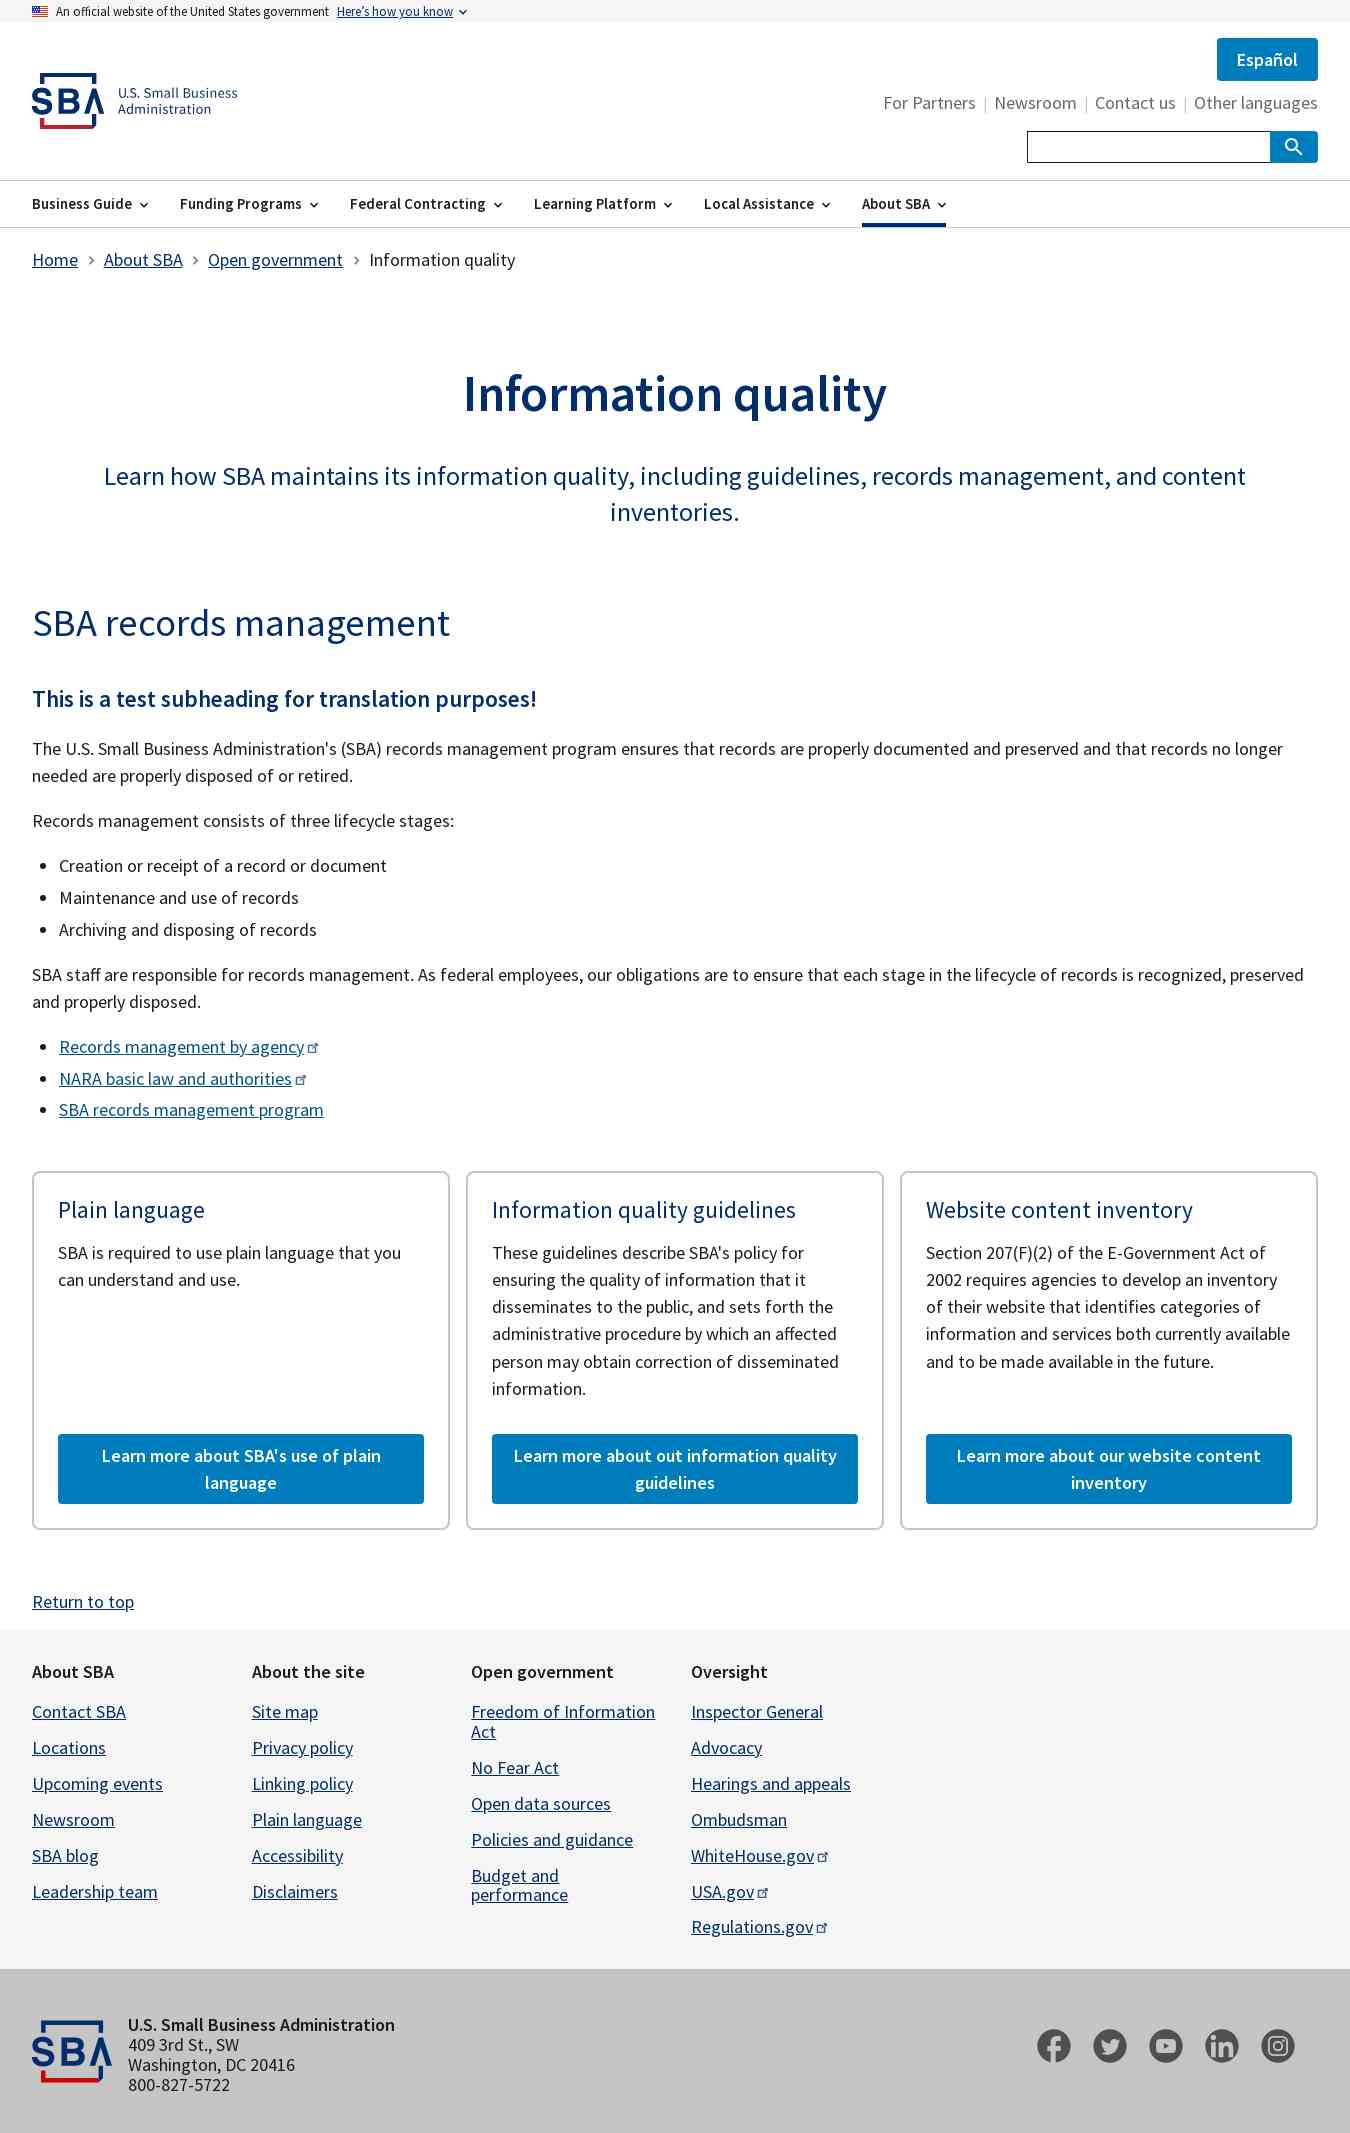 An official website of the United States government Here's how you know
Español
SBA U.S. Small Business
Administration
For Partners | Newsroom | Contact us | Other languages
Business Guide Funding Programs Federal Contracting Learning Platform Local Assistance About SBA
Home > About SBA > Open government > Information quality
Information quality
Learn how SBA maintains its information quality, including guidelines, records management, and content
inventories.
SBA records management
This is a test subheading for translation purposes!
The U.S. Small Business Administration's (SBA) records management program ensures that records are properly documented and preserved and that records no longer
needed are properly disposed of or retired.
Records management consists of three lifecycle stages:
• Creation or receipt of a record or document
• Maintenance and use of records
• Archiving and disposing of records
SBA staff are responsible for records management. As federal employees, our obligations are to ensure that each stage in the lifecycle of records is recognized, preserved
and properly disposed.
• Records management by agency
• NARA basic law and authorities
• SBA records management program
Plain language
SBA is required to use plain language that you
can understand and use.
Learn more about SBA's use of plain
language
Information quality guidelines
These guidelines describe SBA's policy for
ensuring the quality of information that it
disseminates to the public, and sets forth the
administrative procedure by which an affected
person may obtain correction of disseminated
information.
Learn more about out information quality
guidelines
Website content inventory
Section 207(F)(2) of the E-Government Act of
2002 requires agencies to develop an inventory
of their website that identifies categories of
information and services both currently available
and to be made available in the future.
Learn more about our website content
inventory
Return to top
About SBA
Contact SBA
Locations
Upcoming events
Newsroom
SBA blog
Leadership team
About the site
Site map
Privacy policy
Linking policy
Plain language
Accessibility
Disclaimers
Open government
Freedom of Information
Act
No Fear Act
Open data sources
Policies and guidance
Budget and
performance
Oversight
Inspector General
Advocacy
Hearings and appeals
Ombudsman
WhiteHouse.gov
USA.gov
Regulations.gov
SBA
U.S. Small Business Administration
409 3rd St., SW
Washington, DC 20416
800-827-5722